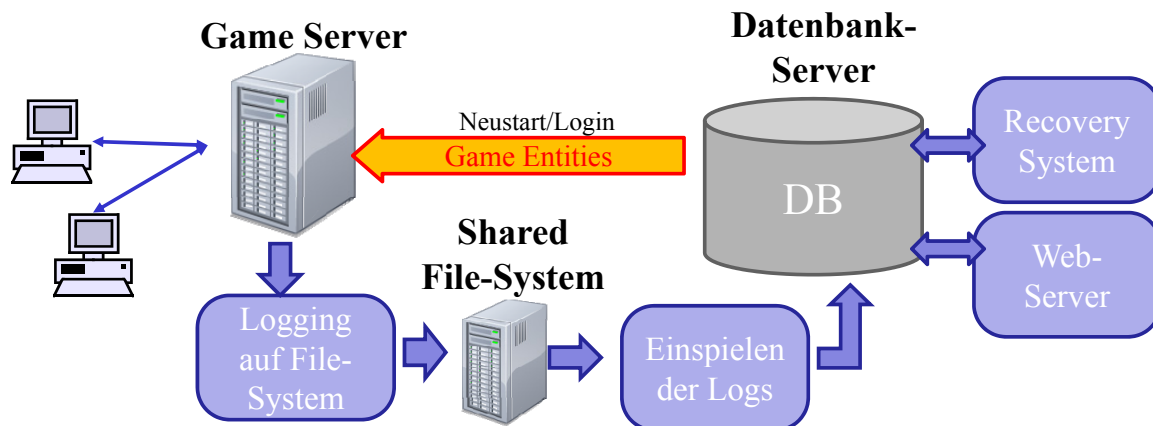 Game Server
Datenbank-
Server
Neustart/Login
Game Entities
Recovery
System
DB
Web-
Server
Shared
File-System
Logging
auf File-
System
Einspielen
der Logs